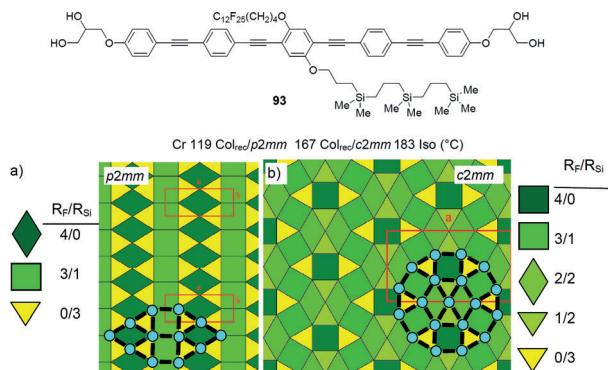 C12F25(CH2)4
HO
OH
O
O
O
O
OH
HO
Si
Si
Si
Me
Me
Me
Me
Me
Me
Me
93
Cr 119 Colrec/p2mm 167 Colrec/c2mm 183 Iso (°C)
a)
p2mm
b)
c2mm
RF/RSi
4/0
3/1
0/3
a
b
a
b
a
RF/RSi
4/0
3/1
2/2
1/2
0/3